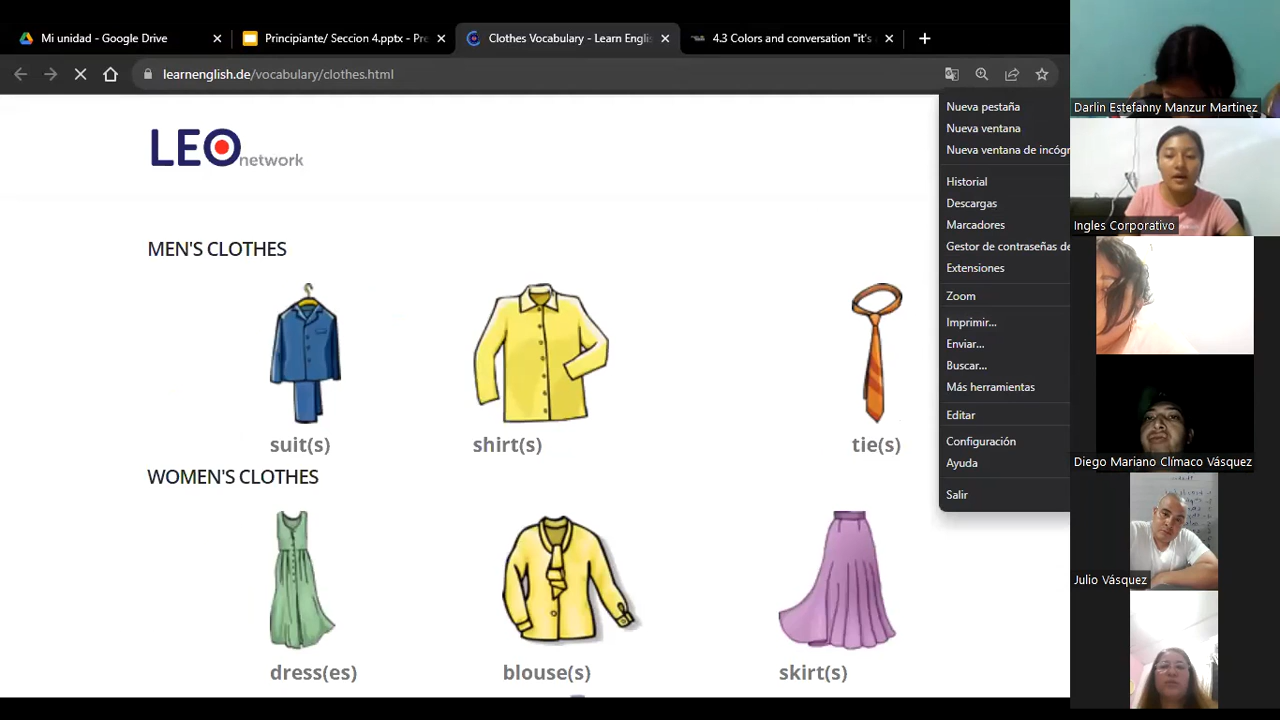 Mi unidad - Google Drive
Principiante/ Seccion 4.pptx - Pre
Clothes Vocabulary - Learn Englis
4.3 Colors and conversation "it's a
learnenglish.de/vocabulary/clothes.html
LEO network
MEN'S CLOTHES
suit(s)
shirt(s)
tie(s)
WOMEN'S CLOTHES
dress(es)
blouse(s)
skirt(s)
Nueva pestaña
Nueva ventana
Nueva ventana de incógn
Historial
Descargas
Marcadores
Gestor de contraseñas de
Extensiones
Zoom
Imprimir...
Enviar...
Buscar...
Más herramientas
Editar
Configuración
Ayuda
Salir
Darlin Estefanny Manzur Martinez
Ingles Corporativo
Diego Mariano Clímaco Vásquez
Julio Vásquez